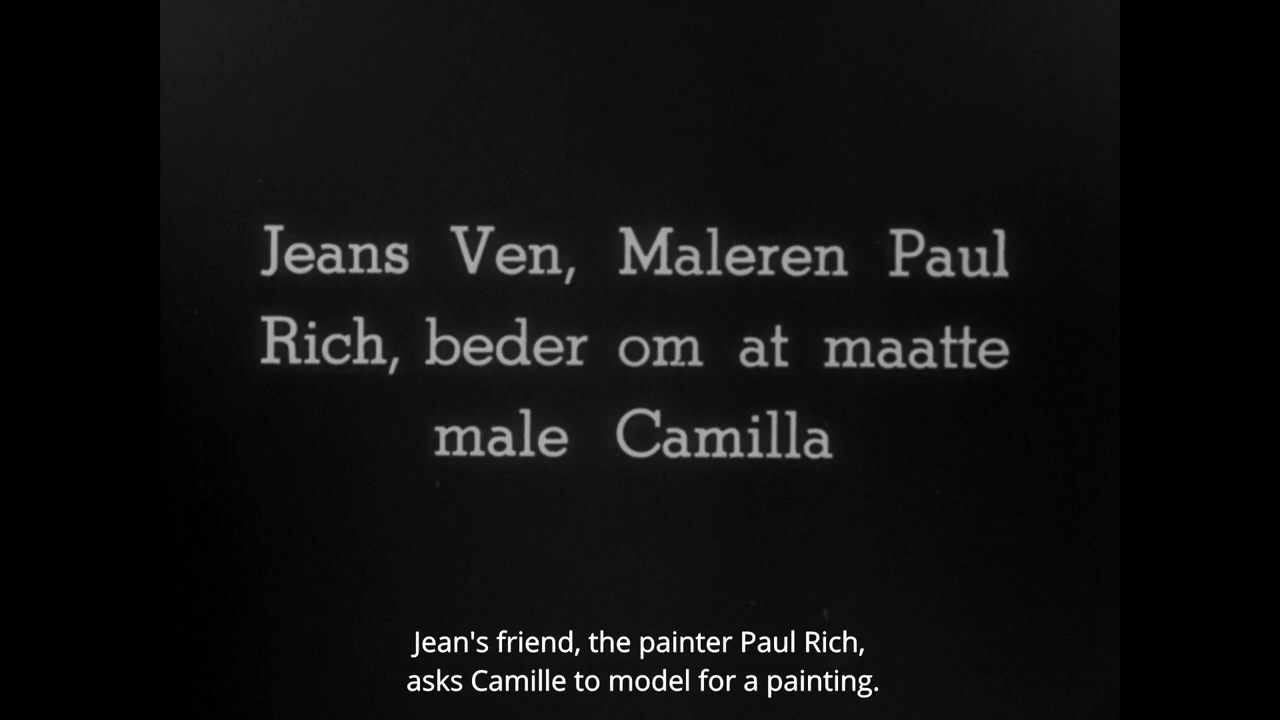 Jeans Ven, Maleren Paul
Rich, beder om at maatte
male Camilla
Jean's friend, the painter Paul Rich,
asks Camille to model for a painting.